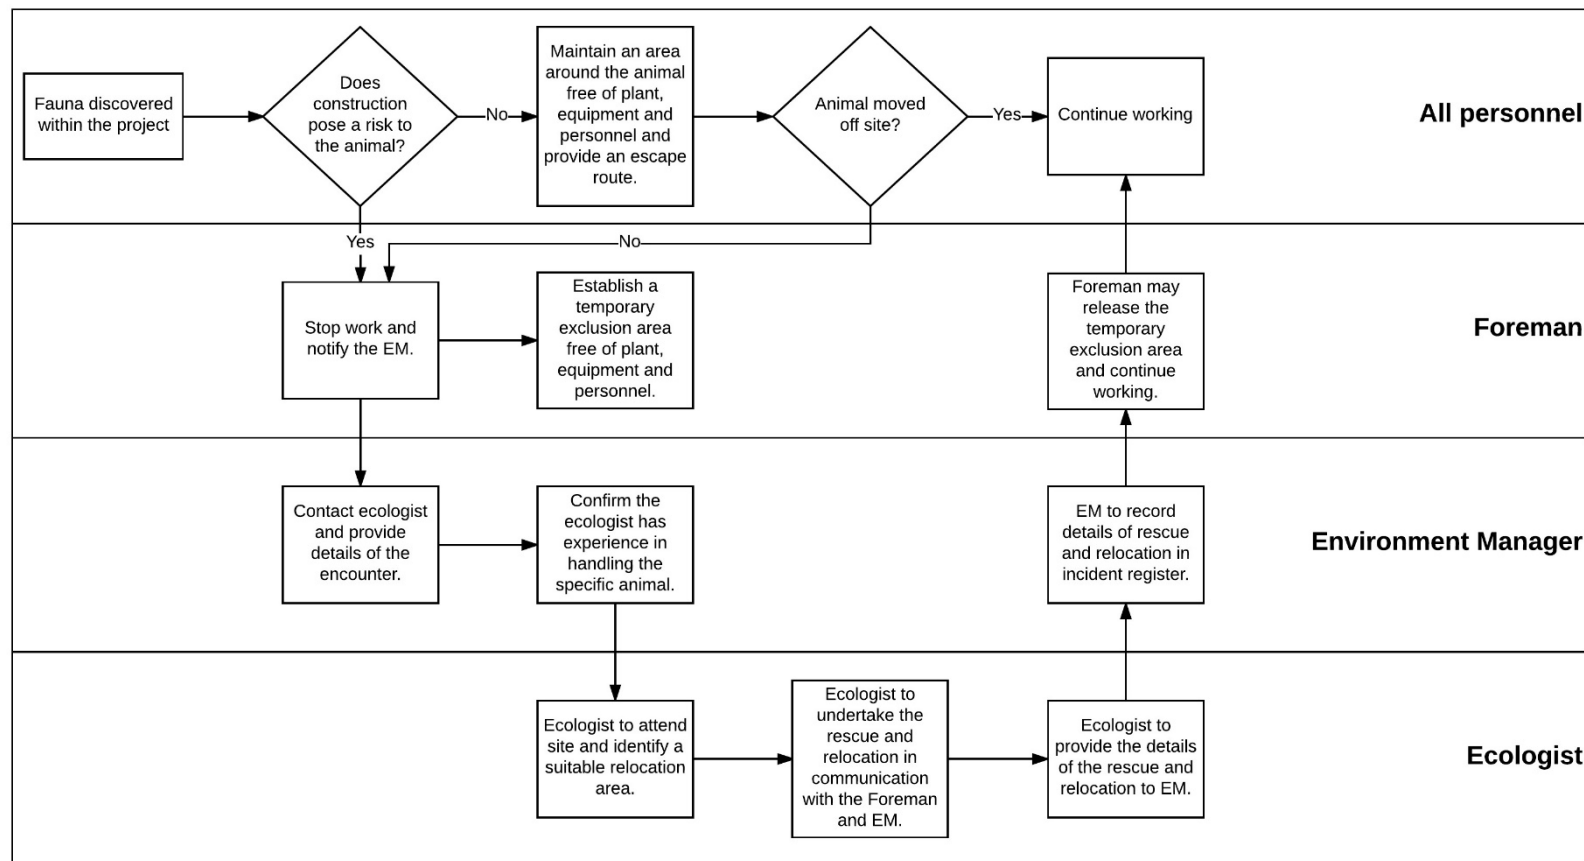 Fauna discovered
within the project
Does
construction
pose a risk to
the animal?
No
Maintain an area
around the animal
free of plant,
equipment and
personnel and
provide an escape
route.
Animal moved
off site?
Yes
Continue working
All personnel
Yes
No
Stop work and
notify the EM.
Establish a
temporary
exclusion area
free of plant,
equipment and
personnel.
Foreman may
release the
temporary
exclusion area
and continue
working.
Foreman
Contact ecologist
and provide
details of the
encounter.
Confirm the
ecologist has
experience in
handling the
specific animal.
EM to record
details of rescue
and relocation in
incident register.
Environment Manager
Ecologist to attend
site and identify a
suitable relocation
area.
Ecologist to
undertake the
rescue and
relocation in
communication
with the Foreman
and EM.
Ecologist to
provide the details
of the rescue and
relocation to EM.
Ecologist